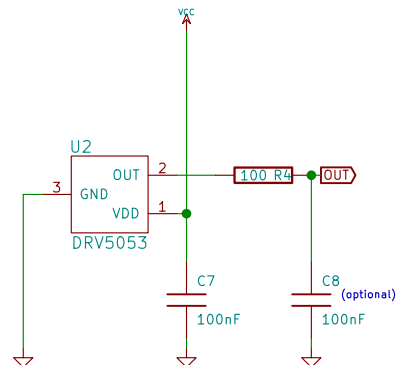 vcc
U2
OUT
2
100 R4
OUT
3
GND
VDD
1
DRV5053
C7
100nF
C8
(optional)
100nF